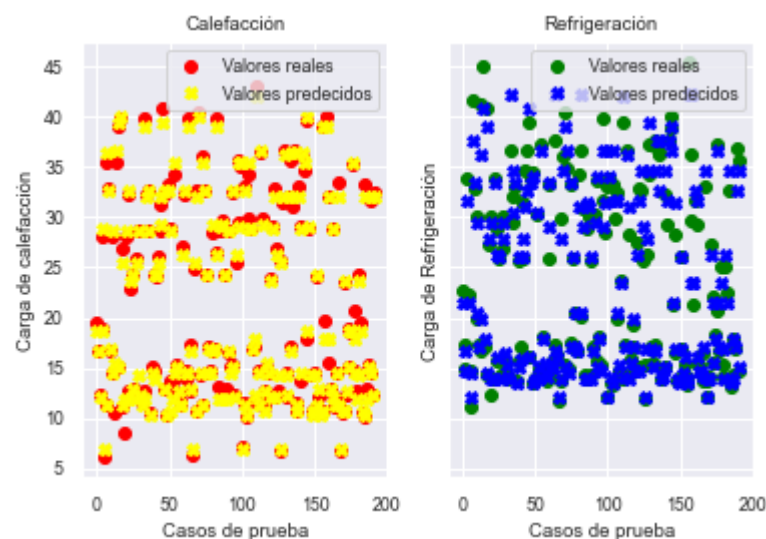 Calefacción
Refrigeración
Valores reales
Valores predecidos
Valores reales
Valores predecidos
Carga de calefacción
45
40
35
30
25
20
15
10
5
0
50
100
150
200
Casos de prueba
Carga de Refrigeración
0
50
100
150
200
Casos de prueba